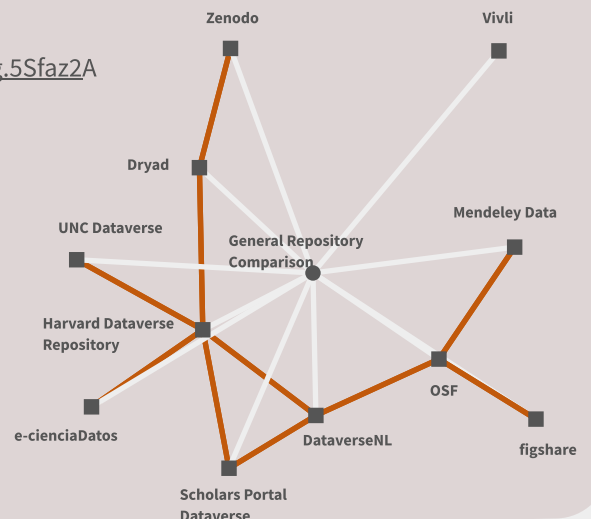 Zenodo
Vivli
g.5Sfaz2A
Dryad
Mendeley Data
UNC Dataverse
General Repository
Comparison
Harvard Dataverse
Repository
OSF
e-cienciaDatos
DataverseNL
figshare
Scholars Portal
Dataverse